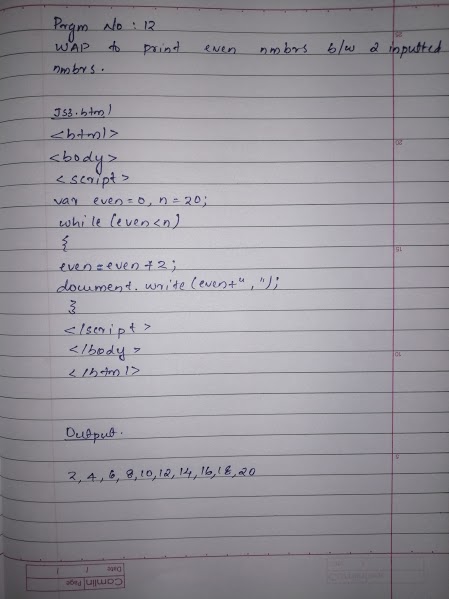 Prgm No : 12
WAP to print even nmbrs b/w 2 inputted
nmbrs.
JS3.html
<html>
<body>
<script>
var even=0, n=20;
while (even<n)
{
even=even+2;
document.write(even+" , ");
}
</script>
</body>
</html>
Output.
2, 4, 6, 8, 10, 12, 14, 16, 18, 20
Camlin
Page
Date / /